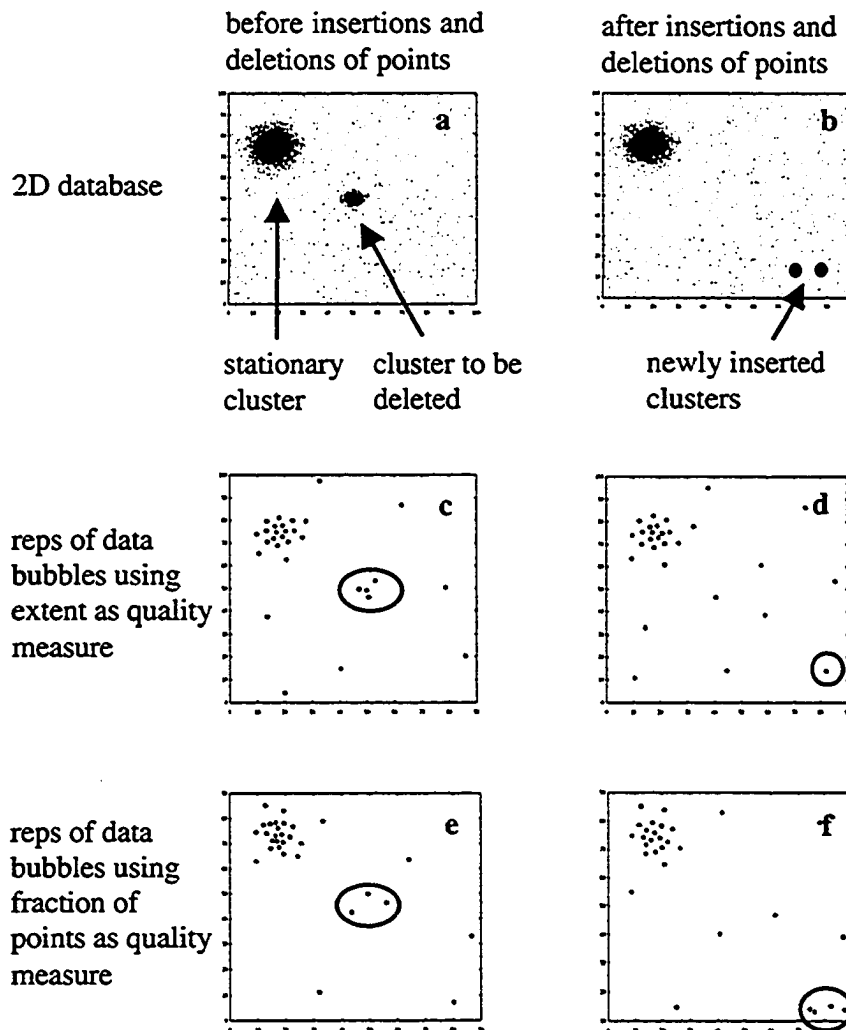 before insertions and
deletions of points
after insertions and
deletions of points
2D database
a
b
stationary
cluster
cluster to be
deleted
newly inserted
clusters
reps of data
bubbles using
extent as quality
measure
c
d
reps of data
bubbles using
fraction of
points as quality
measure
e
f